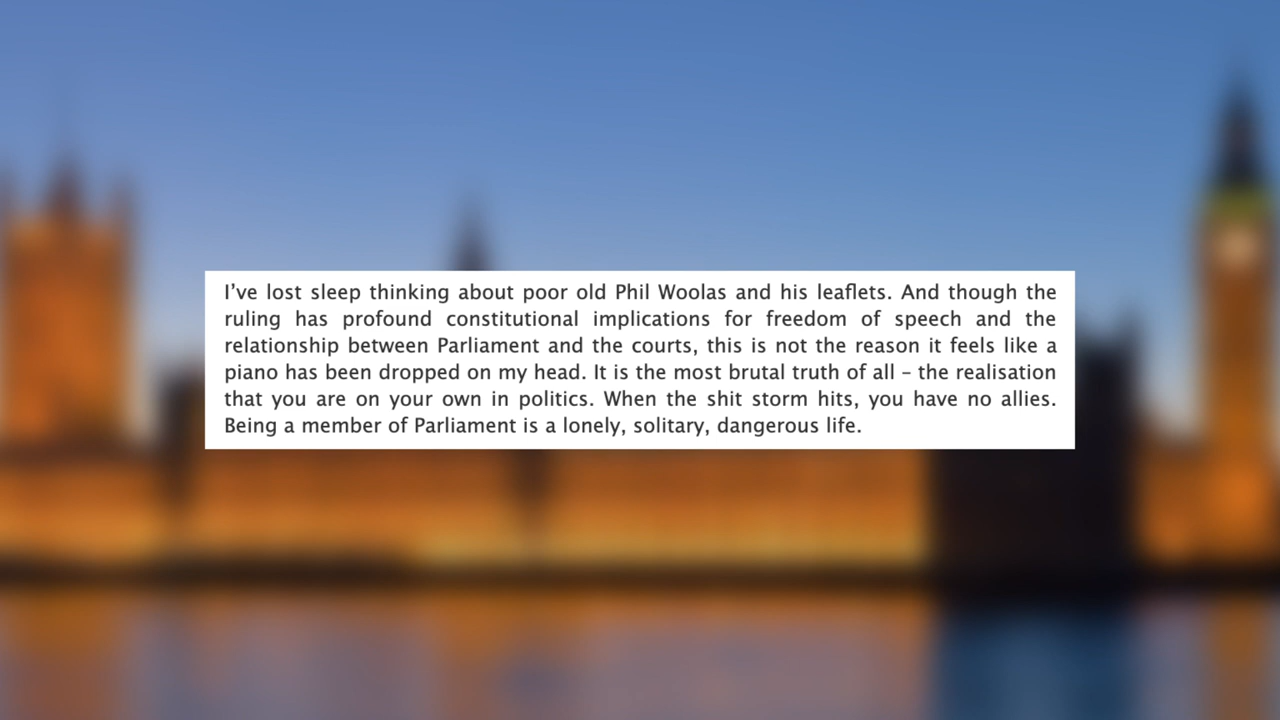 I’ve lost sleep thinking about poor old Phil Woolas and his leaflets. And though the
ruling has profound constitutional implications for freedom of speech and the
relationship between Parliament and the courts, this is not the reason it feels like a
piano has been dropped on my head. It is the most brutal truth of all – the realisation
that you are on your own in politics. When the shit storm hits, you have no allies.
Being a member of Parliament is a lonely, solitary, dangerous life.